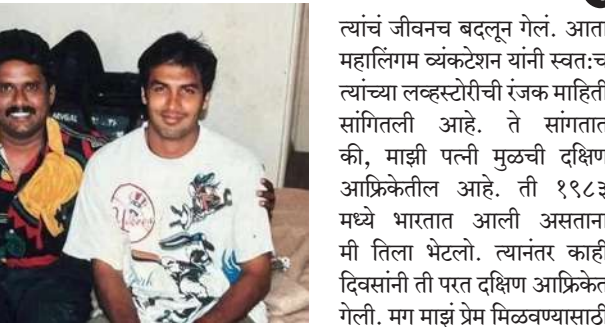 त्यांचं जीवनच बदलून गेलं. आता
महालिंगम व्यंकटेशन यांनी स्वत:च
त्यांच्या लव्हस्टोरीची रंजक माहिती
सांगितली आहे. ते सांगतात
की, माझी पत्नी मुळची दक्षिण
आफ्रिकेतील आहे. ती १९८३
मध्ये भारतात आली असताना
मी तिला भेटलो. त्यानंतर काही
दिवसांनी ती परत दक्षिण आफ्रिकेत
गेली. मग माझं प्रेम मिळवण्यासाठी